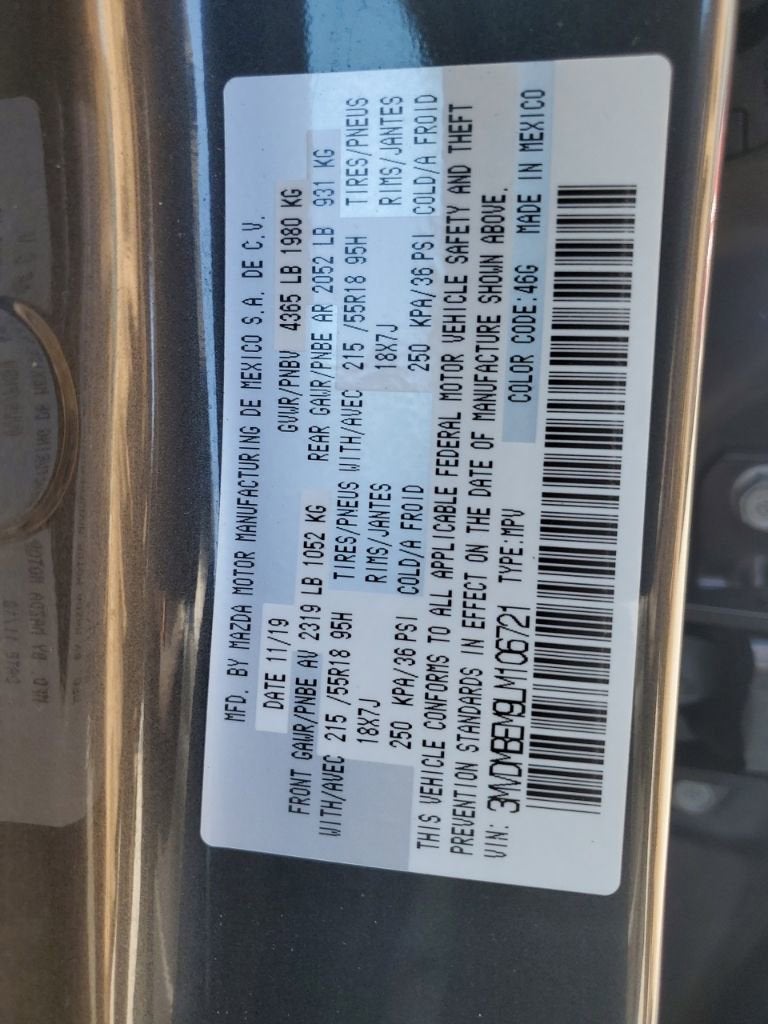 MFD. BY MAZDA MOTOR MANUFACTURING DE MEXICO S.A. DE C.V.
DATE 11/19 GVWR/PNBV 4365 LB 1980 KG
FRONT GAWR/PNBE AV 2319 LB 1052 KG REAR GAWR/PNBE AR 2052 LB 931 KG
WITH/AVEC 215 /55R18 95H TIRES/PNEUS WITH/AVEC 215 /55R18 95H TIRES/PNEUS
18X7J RIMS/JANTES 18X7J RIMS/JANTES
250 KPA/36 PSI COLD/A FROID 250 KPA/36 PSI COLD/A FROID
THIS VEHICLE CONFORMS TO ALL APPLICABLE FEDERAL MOTOR VEHICLE SAFETY AND THEFT
PREVENTION STANDARDS IN EFFECT ON THE DATE OF MANUFACTURE SHOWN ABOVE.
VIN: 3MVDMBEM9LM106721 TYPE:MPV COLOR CODE:46G MADE IN MEXICO